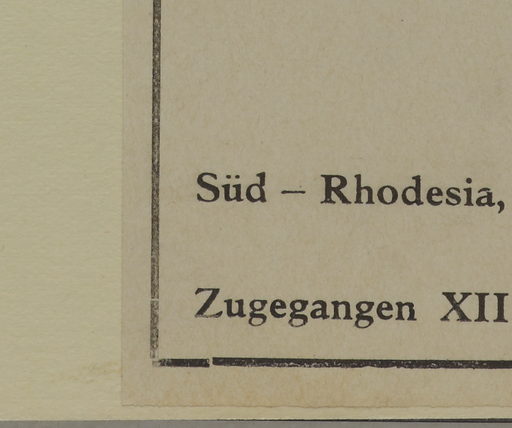 Süd – Rhodesia,
Zugegangen XII